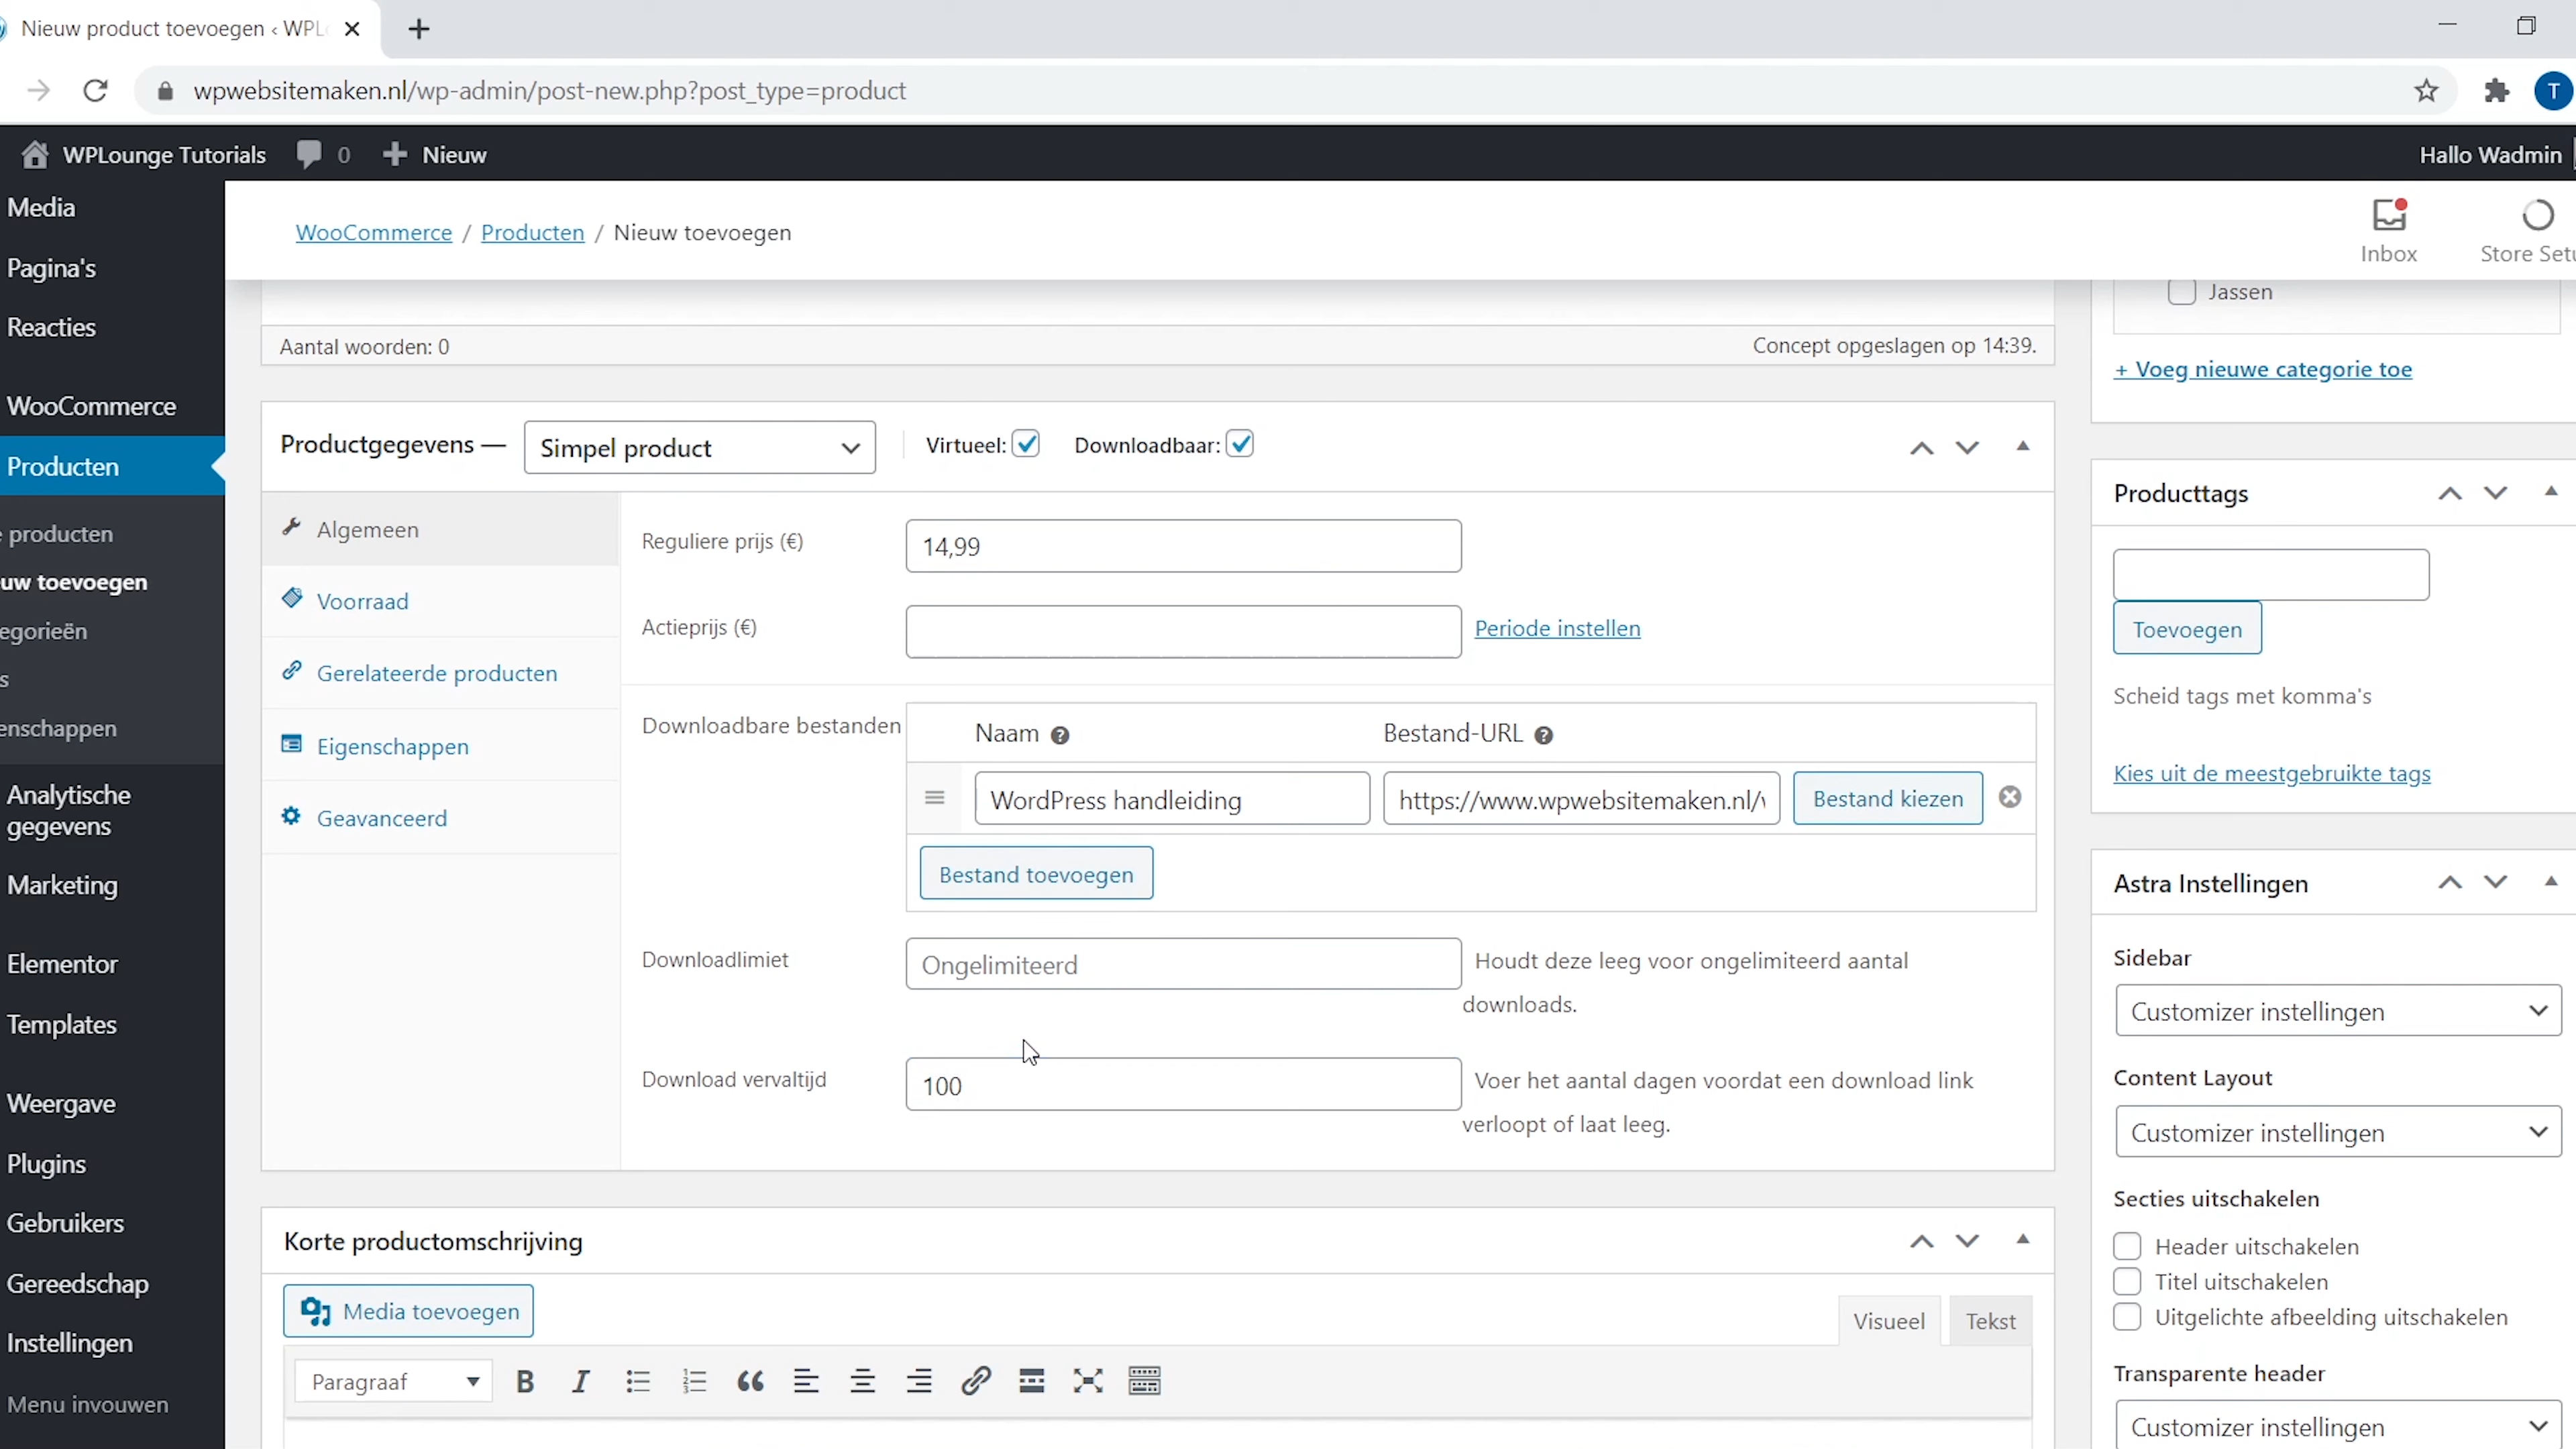 Nieuw product toevoegen ‹ WPL
wpwebsitemaken.nl/wp-admin/post-new.php?post_type=product
T
WPLounge Tutorials
0
Nieuw
Hallo Wadmin
Media
Pagina's
Reacties
WooCommerce
Producten
producten
uw toevoegen
egorieën
s
enschappen
Analytische
gegevens
Marketing
Elementor
Templates
Weergave
Plugins
Gebruikers
Gereedschap
Instellingen
Menu invouwen
WooCommerce / Producten / Nieuw toevoegen
Inbox
Store Setu
Aantal woorden: 0
Concept opgeslagen op 14:39.
Productgegevens —
Simpel product
Virtueel:
Downloadbaar:
Algemeen
Voorraad
Gerelateerde producten
Eigenschappen
Geavanceerd
Reguliere prijs (€)
14,99
Actieprijs (€)
Periode instellen
Downloadbare bestanden
Naam
Bestand-URL
WordPress handleiding
https://www.wpwebsitemaken.nl/
Bestand kiezen
Bestand toevoegen
Downloadlimiet
Ongelimiteerd
Houdt deze leeg voor ongelimiteerd aantal
downloads.
Download vervaltijd
100
Voer het aantal dagen voordat een download link
verloopt of laat leeg.
Korte productomschrijving
Media toevoegen
Visueel
Tekst
Paragraaf
Jassen
+ Voeg nieuwe categorie toe
Producttags
Toevoegen
Scheid tags met komma's
Kies uit de meestgebruikte tags
Astra Instellingen
Sidebar
Customizer instellingen
Content Layout
Customizer instellingen
Secties uitschakelen
Header uitschakelen
Titel uitschakelen
Uitgelichte afbeelding uitschakelen
Transparente header
Customizer instellingen